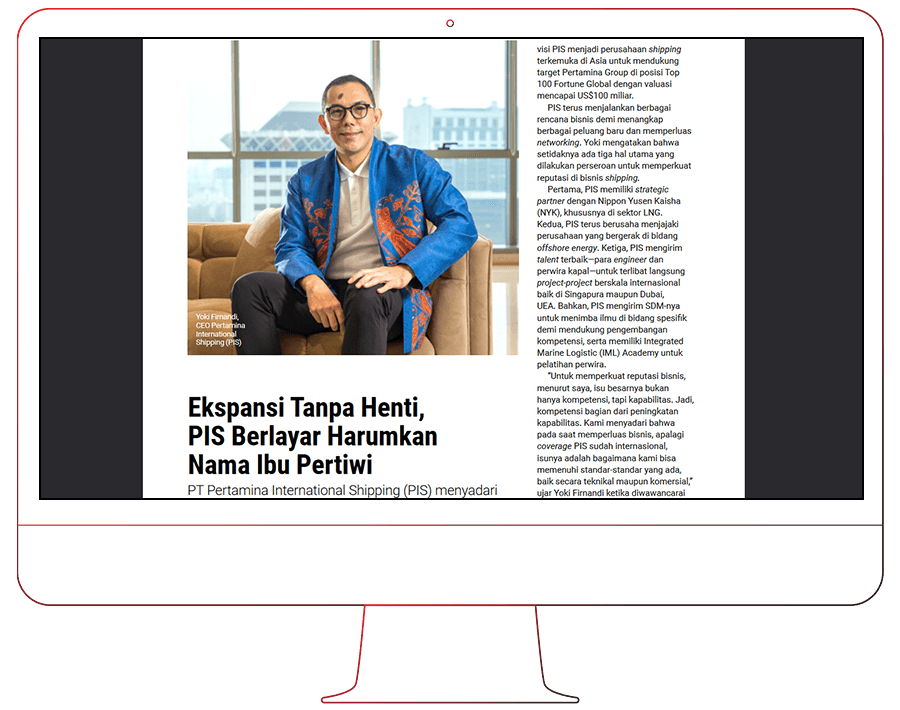 Yoki Firnandi,
CEO Pertamina
International
Shipping (PIS)
Ekspansi Tanpa Henti,
PIS Berlayar Harumkan
Nama Ibu Pertiwi
PT Pertamina International Shipping (PIS) menyadari
visi PIS menjadi perusahaan shipping
terkemuka di Asia untuk mendukung
target Pertamina Group di posisi Top
100 Fortune Global dengan valuasi
mencapai US$100 miliar.
PIS terus menjalankan berbagai
rencana bisnis demi menangkap
berbagai peluang baru dan memperluas
networking. Yoki mengatakan bahwa
setidaknya ada tiga hal utama yang
dilakukan perseroan untuk memperkuat
reputasi di bisnis shipping.
Pertama, PIS memiliki strategic
partner dengan Nippon Yusen Kaisha
(NYK), khususnya di sektor LNG.
Kedua, PIS terus berusaha menjajaki
perusahaan yang bergerak di bidang
offshore energy. Ketiga, PIS mengirim
talent terbaik—para engineer dan
perwira kapal—untuk terlibat langsung
project-project berskala internasional
baik di Singapura maupun Dubai,
UEA. Bahkan, PIS mengirim SDM-nya
untuk menimba ilmu di bidang spesifik
demi mendukung pengembangan
kompetensi, serta memiliki Integrated
Marine Logistic (IML) Academy untuk
pelatihan perwira.
"Untuk memperkuat reputasi bisnis,
menurut saya, isu besarnya bukan
hanya kompetensi, tapi kapabilitas. Jadi,
kompetensi bagian dari peningkatan
kapabilitas. Kami menyadari bahwa
pada saat memperluas bisnis, apalagi
coverage PIS sudah internasional,
isunya adalah bagaimana kami bisa
memenuhi standar-standar yang ada,
baik secara teknikal maupun komersial,"
ujar Yoki Firnandi ketika diwawancarai